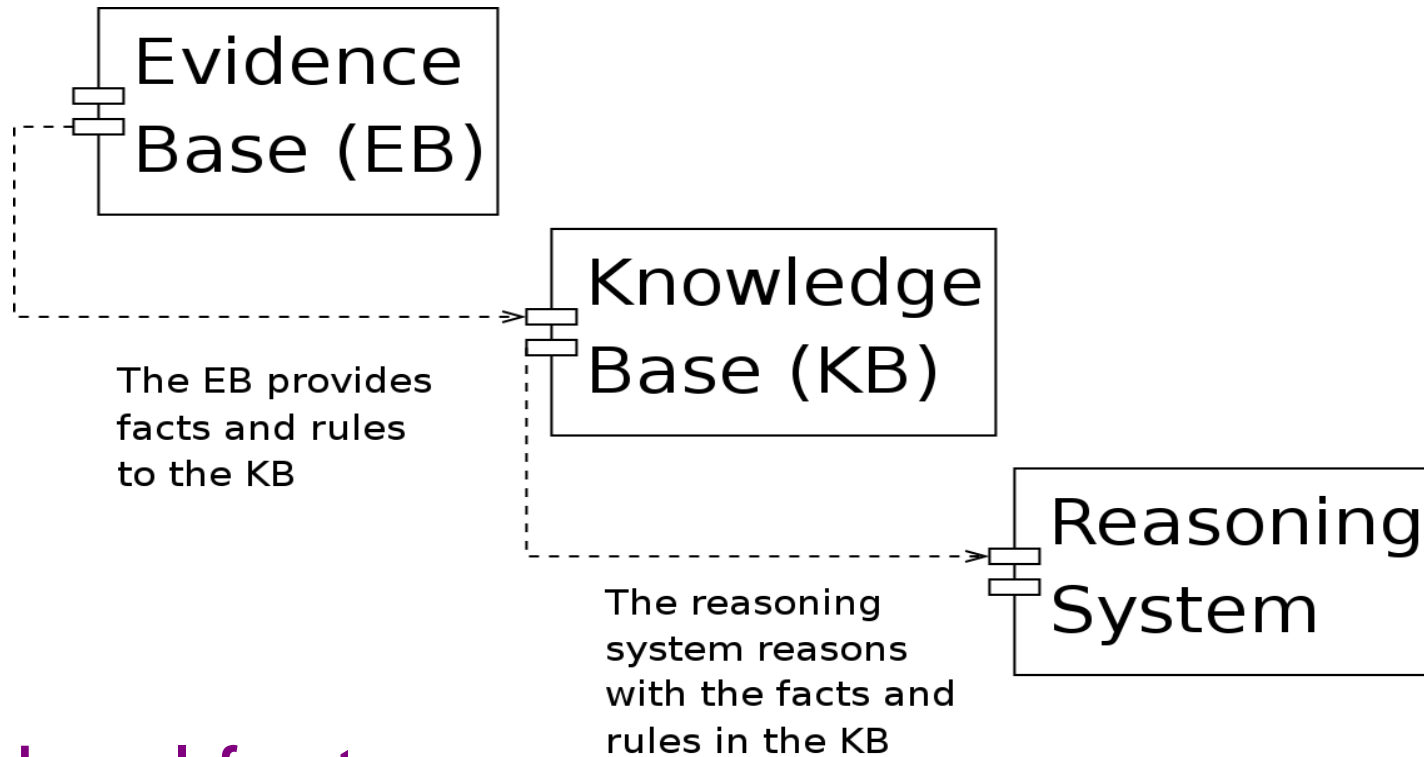 Evidence
Base (EB)
Knowledge
Base (KB)
The EB provides
facts and rules
to the KB
Reasoning
System
The reasoning
system reasons
with the facts and
rules in the KB